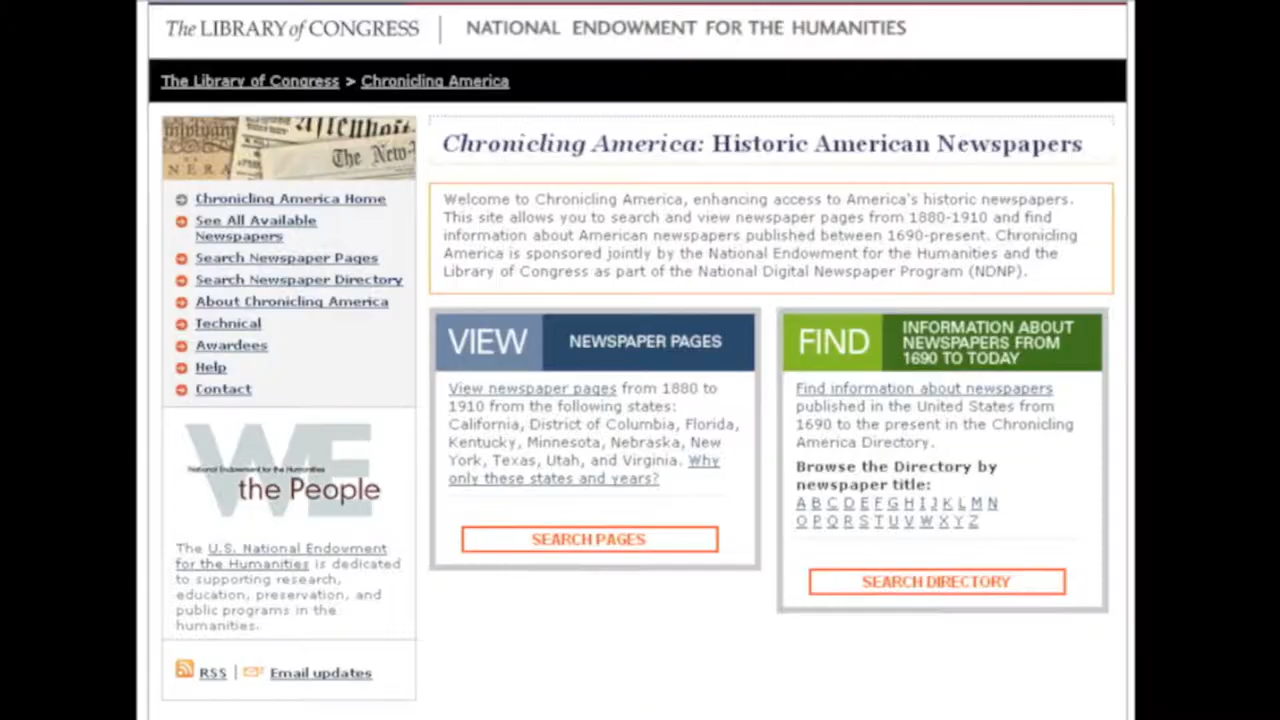 The LIBRARY of CONGRESS | NATIONAL ENDOWMENT FOR THE HUMANITIES
The Library of Congress > Chronicling America
The New
Chronicling America Home
See All Available
Newspapers
Search Newspaper Pages
Search Newspaper Directory
About Chronicling America
Technical
Awardees
Help
Contact
WE
National Endowment for the Humanities
the People
The U.S. National Endowment
for the Humanities is dedicated
to supporting research,
education, preservation, and
public programs in the
humanities.
RSS | Email updates
Chronicling America: Historic American Newspapers
Welcome to Chronicling America, enhancing access to America's historic newspapers.
This site allows you to search and view newspaper pages from 1880-1910 and find
information about American newspapers published between 1690-present. Chronicling
America is sponsored jointly by the National Endowment for the Humanities and the
Library of Congress as part of the National Digital Newspaper Program (NDNP).
VIEW NEWSPAPER PAGES
View newspaper pages from 1880 to
1910 from the following states:
California, District of Columbia, Florida,
Kentucky, Minnesota, Nebraska, New
York, Texas, Utah, and Virginia. Why
only these states and years?
SEARCH PAGES
FIND
INFORMATION ABOUT
NEWSPAPERS FROM
1690 TO TODAY
Find information about newspapers
published in the United States from
1690 to the present in the Chronicling
America Directory.
Browse the Directory by
newspaper title:
A B C D E F G H I J K L M N
O P Q R S T U V W X Y Z
SEARCH DIRECTORY